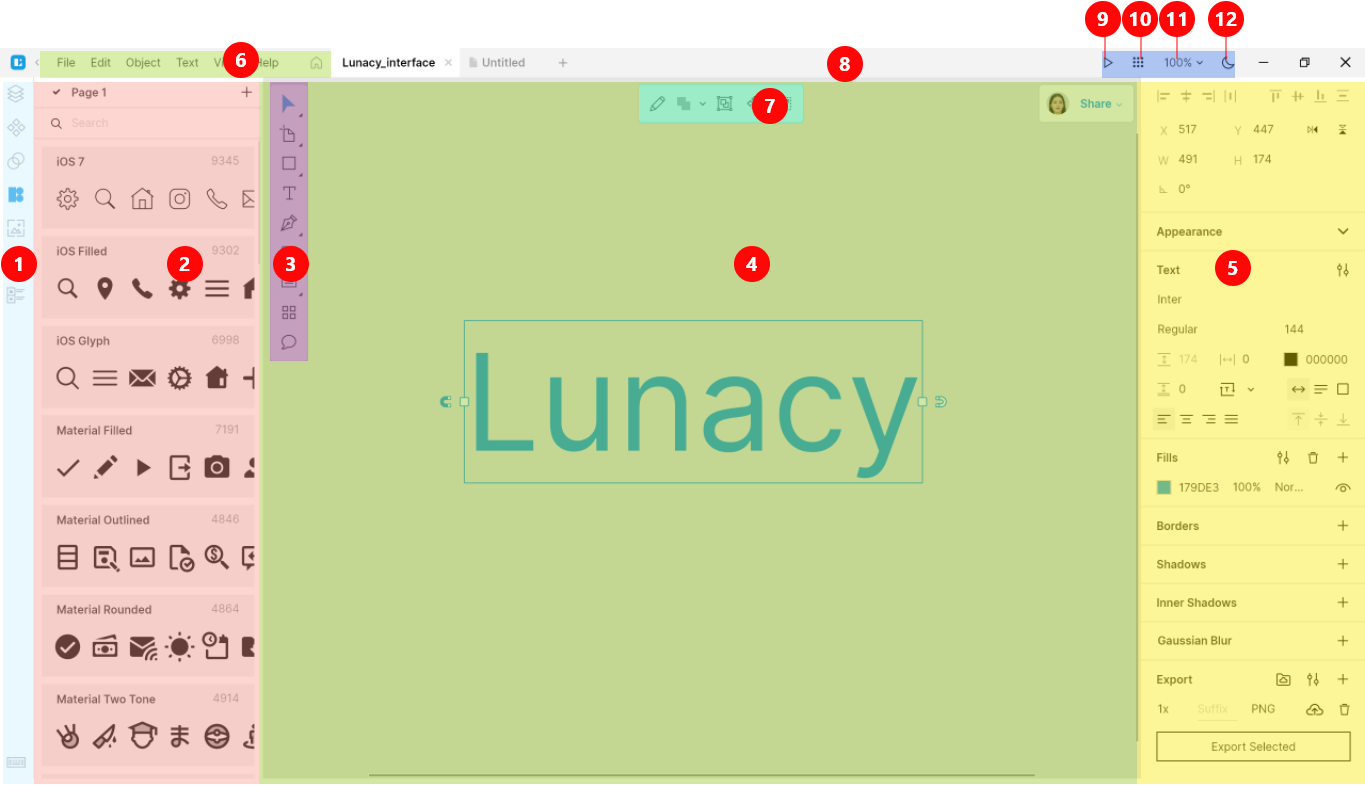 9 10 11 12
File Edit Object Text 6 Help Lunacy_interface Untitled 8 100%
Page 1
Search
7
Share
iOS 7 9345
iOS Filled 9302
iOS Glyph 6998
Material Filled 7191
Material Outlined 4846
Material Rounded 4864
Material Two Tone 4914
1 2 3 4 5
T
Lunacy
X 517 Y 447
W 491 H 174
0°
Appearance
Text
Inter
Regular 144
174 0 000000
0 T
Fills
179DE3 100% Nor...
Borders
Shadows
Inner Shadows
Gaussian Blur
Export
1x Suffix PNG
Export Selected